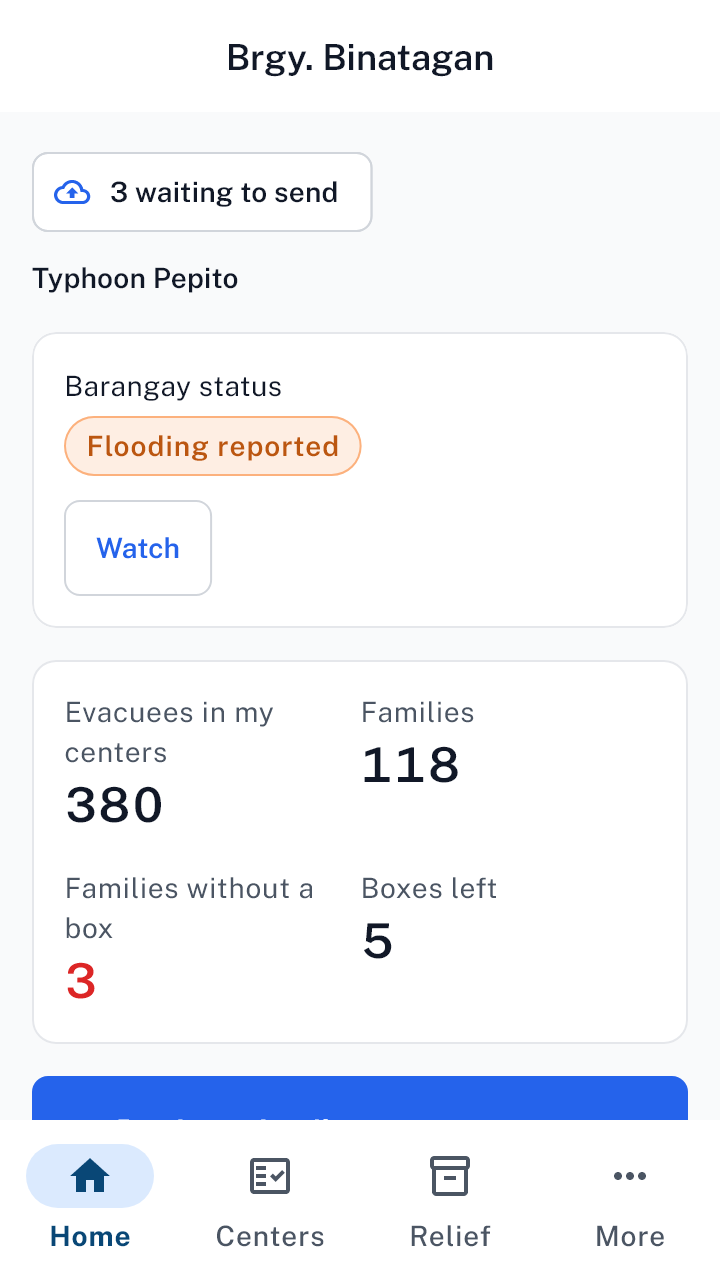 Brgy. Binatagan
3 waiting to send
Typhoon Pepito
Barangay status
Flooding reported
Watch
Evacuees in my
centers
380
Families
118
Families without a
box
3
Boxes left
5
Home
Centers
Relief
More